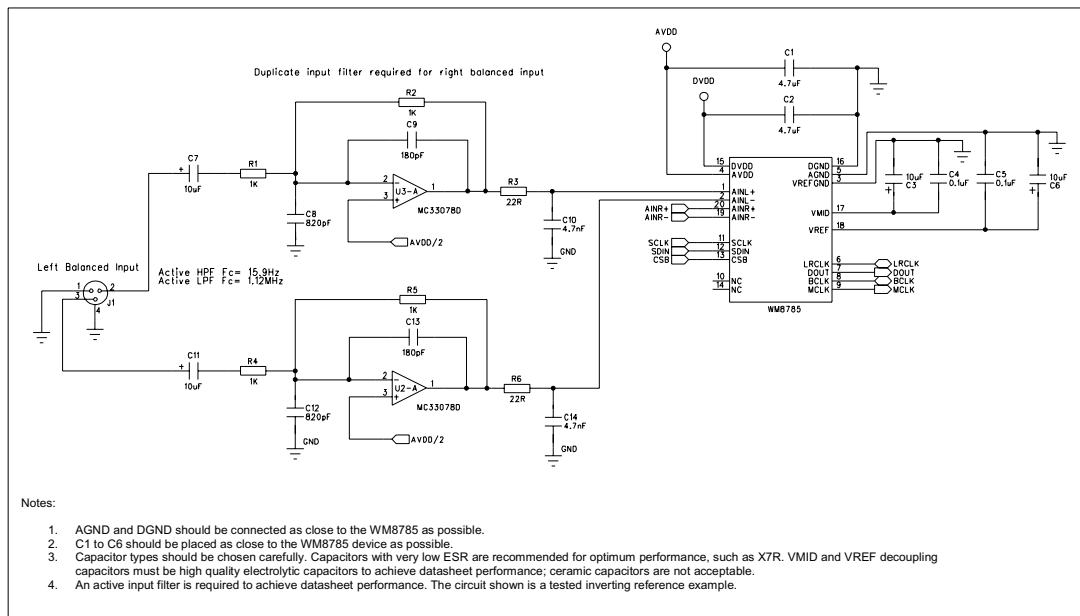 Duplicate input filter required for right balanced input
AVDD
DVDD
C1
4.7uF
C2
4.7uF
R2
1K
C9
180pF
C7
+
10uF
R1
1K
2
-
U3-A
1
3
+
MC33078D
R3
22R
C8
820pF
AVDD/2
C10
4.7nF
GND
Left Balanced Input
Active HPF Fc= 15.9Hz
Active LPF Fc= 1.12MHz
1
2
3
J1
4
15
DVDD
4
AVDD
1
AINL+
2
AINL-
AINR+
20
AINR+
AINR-
19
AINR-
SCLK
11
SCLK
SDIN
12
SDIN
CSB
13
CSB
10
NC
14
NC
DGND
16
AGND
5
VREFGND
3
VMID
17
VREF
18
LRCLK
6
LRCLK
DOUT
7
DOUT
BCLK
8
BCLK
MCLK
9
MCLK
WM8785
10uF
C3
+
C4
0.1uF
C5
0.1uF
10uF
C6
+
R5
1K
C13
180pF
C11
+
10uF
R4
1K
2
-
U2-A
1
3
+
MC33078D
R6
22R
C12
820pF
GND
AVDD/2
C14
4.7nF
GND
Notes:
1. AGND and DGND should be connected as close to the WM8785 as possible.
2. C1 to C6 should be placed as close to the WM8785 device as possible.
3. Capacitor types should be chosen carefully. Capacitors with very low ESR are recommended for optimum performance, such as X7R. VMID and VREF decoupling
capacitors must be high quality electrolytic capacitors to achieve datasheet performance; ceramic capacitors are not acceptable.
4. An active input filter is required to achieve datasheet performance. The circuit shown is a tested inverting reference example.